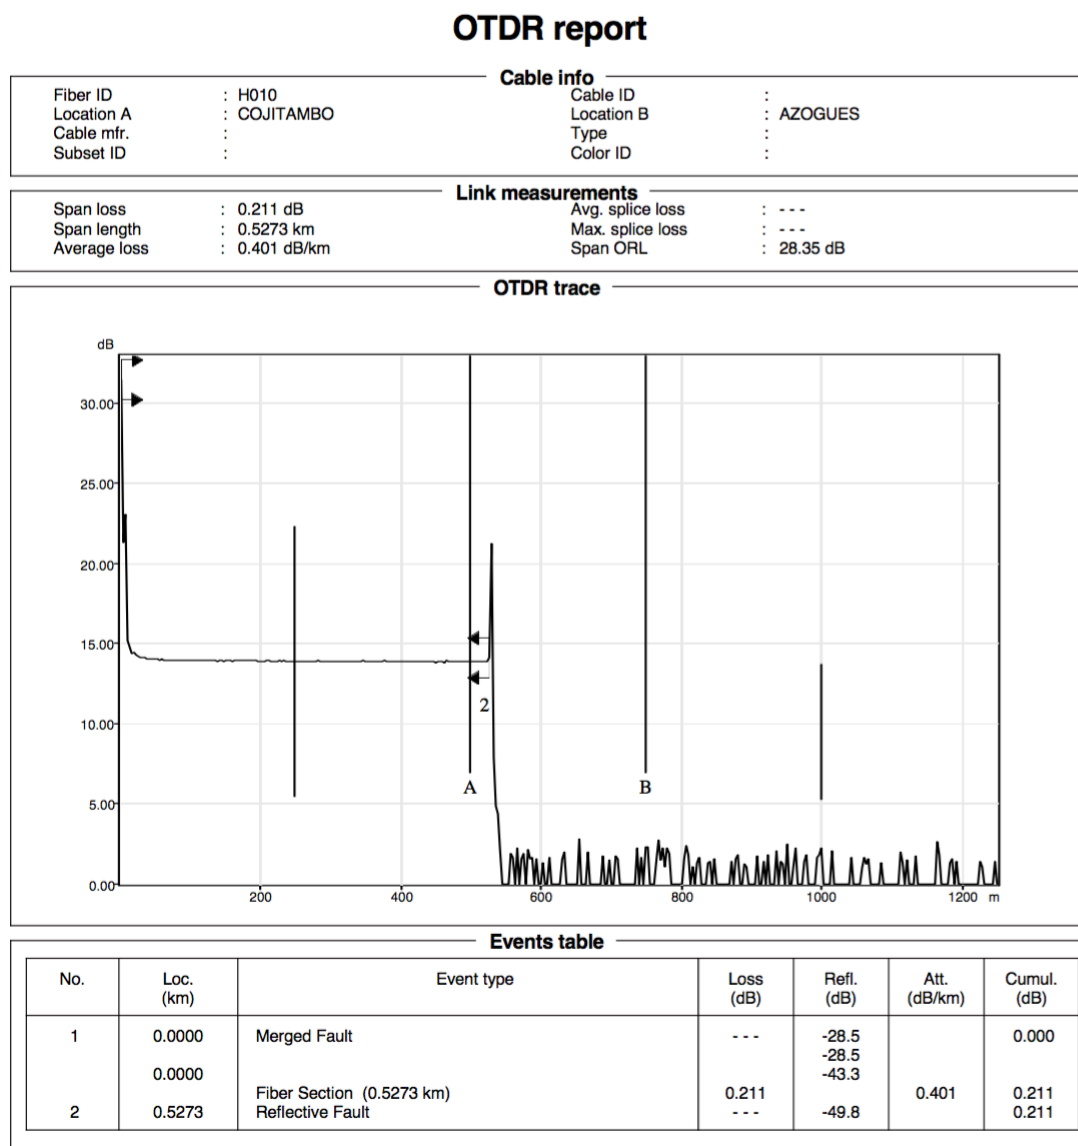 OTDR report
Cable info
Fiber ID : H010 Cable ID :
Location A : COJITAMBO Location B : AZOGUES
Cable mfr. : Type :
Subset ID : Color ID :
Link measurements
Span loss : 0.211 dB Avg. splice loss : ---
Span length : 0.5273 km Max. splice loss : ---
Average loss : 0.401 dB/km Span ORL : 28.35 dB
OTDR trace
dB
30.00
25.00
20.00
15.00
2
10.00
A B
5.00
0.00
200 400 600 800 1000 1200 m
Events table
No. Loc. Event type Loss Refl. Att. Cumul.
(km) (dB) (dB) (dB/km) (dB)
1 0.0000 Merged Fault --- -28.5 0.000
-28.5
0.0000 -43.3
Fiber Section (0.5273 km) 0.211 0.401 0.211
2 0.5273 Reflective Fault --- -49.8 0.211